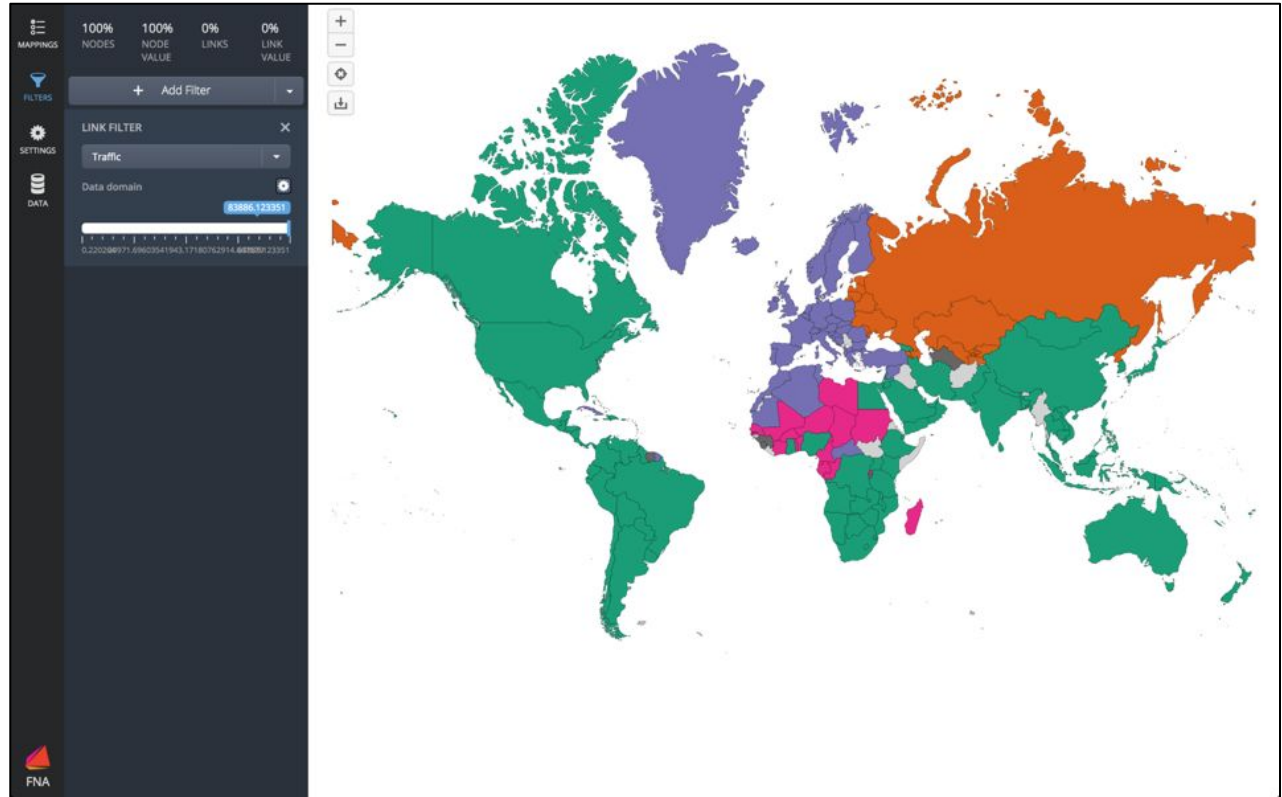 MAPPINGS
FILTERS
SETTINGS
DATA
FNA
100% 100% 0% 0%
NODES NODE LINKS LINK
VALUE VALUE
+ Add Filter
LINK FILTER ×
Traffic
Data domain
83886.123351